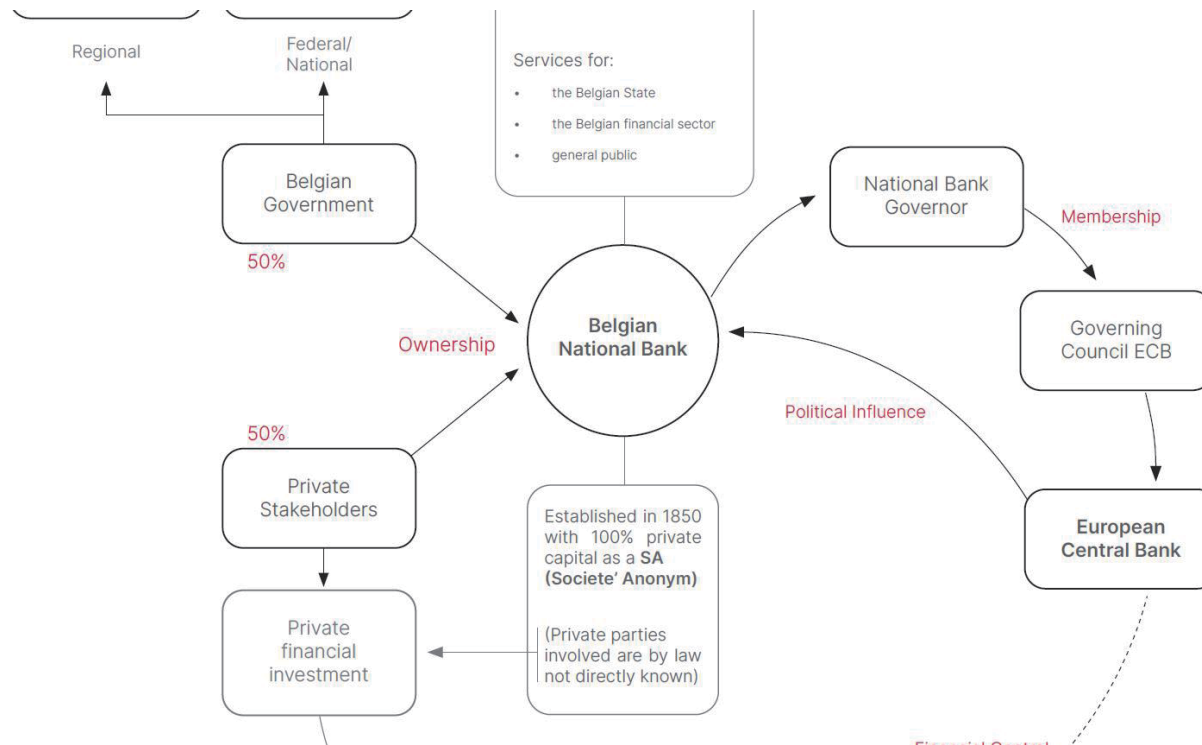 Regional
Federal/
National
Services for:
• the Belgian State
• the Belgian financial sector
• general public
Belgian
Government
50%
National Bank
Governor
Membership
Ownership
Belgian
National Bank
Governing
Council ECB
Political Influence
50%
Private
Stakeholders
Established in 1850
with 100% private
capital as a SA
(Societe’ Anonym)
European
Central Bank
Private
financial
investment
(Private parties
involved are by law
not directly known)
Financial Control